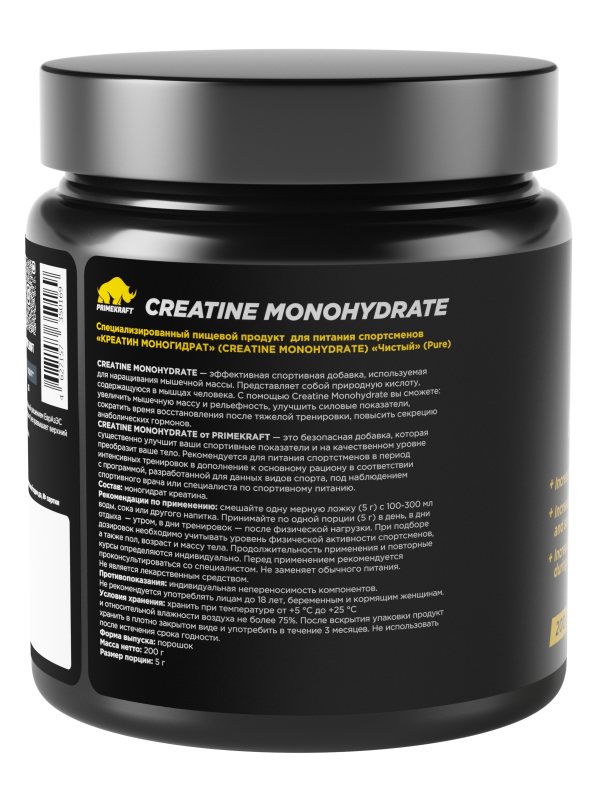 PRIMEKRAFT
CREATINE MONOHYDRATE
Специализированный пищевой продукт для питания спортсменов
«КРЕАТИН МОНОГИДРАТ» (CREATINE MONOHYDRATE) «Чистый» (Pure)
CREATINE MONOHYDRATE — эффективная спортивная добавка, используемая
для наращивания мышечной массы. Представляет собой природную кислоту,
содержащуюся в мышцах человека. С помощью Creatine Monohydrate вы сможете:
увеличить мышечную массу и рельефность, улучшить силовые показатели,
сократить время восстановления после тяжелой тренировки, повысить секрецию
анаболических гормонов.
CREATINE MONOHYDRATE от PRIMEKRAFT — это безопасная добавка, которая
существенно улучшит ваши спортивные показатели и на качественном уровне
преобразит ваше тело. Рекомендуется для питания спортсменов в период
интенсивных тренировок в дополнение к основному рациону в соответствии
с программой, разработанной для данных видов спорта, под наблюдением
спортивного врача или специалиста по спортивному питанию.
Состав: моногидрат креатина.
Рекомендации по применению: смешайте одну мерную ложку (5 г) с 100-300 мл
воды, сока или другого напитка. Принимайте по одной порции (5 г) в день, в дни
отдыха — утром, в дни тренировок — после физической нагрузки. При подборе
дозировок необходимо учитывать уровень физической активности спортсменов,
а также пол, возраст и массу тела. Продолжительность применения и повторные
курсы определяются индивидуально. Перед применением рекомендуется
проконсультироваться со специалистом. Не заменяет обычного питания.
Не является лекарственным средством.
Противопоказания: индивидуальная непереносимость компонентов.
Не рекомендуется употреблять лицам до 18 лет, беременным и кормящим женщинам.
Условия хранения: хранить при температуре от +5 °C до +25 °C
и относительной влажности воздуха не более 75%. После вскрытия упаковки продукт
хранить в плотно закрытом виде и употребить в течение 3 месяцев. Не использовать
после истечения срока годности.
Форма выпуска: порошок
Масса нетто: 200 г
Размер порции: 5 г